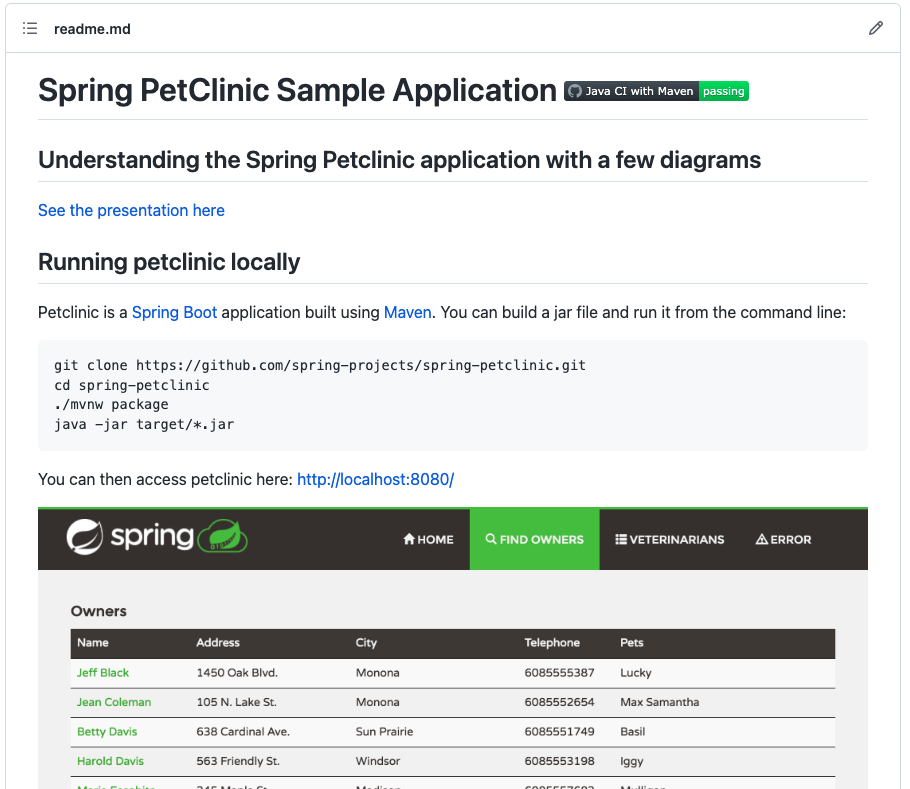 readme.md
Spring PetClinic Sample Application Java CI with Maven passing
Understanding the Spring Petclinic application with a few diagrams
See the presentation here
Running petclinic locally
Petclinic is a Spring Boot application built using Maven. You can build a jar file and run it from the command line:
git clone https://github.com/spring-projects/spring-petclinic.git
cd spring-petclinic
./mvnw package
java -jar target/*.jar
You can then access petclinic here: http://localhost:8080/
spring HOME FIND OWNERS VETERINARIANS ERROR
Owners
Name Address City Telephone Pets
Jeff Black 1450 Oak Blvd. Monona 6085555387 Lucky
Jean Coleman 105 N. Lake St. Monona 6085552654 Max Samantha
Betty Davis 638 Cardinal Ave. Sun Prairie 6085551749 Basil
Harold Davis 563 Friendly St. Windsor 6085553198 Iggy